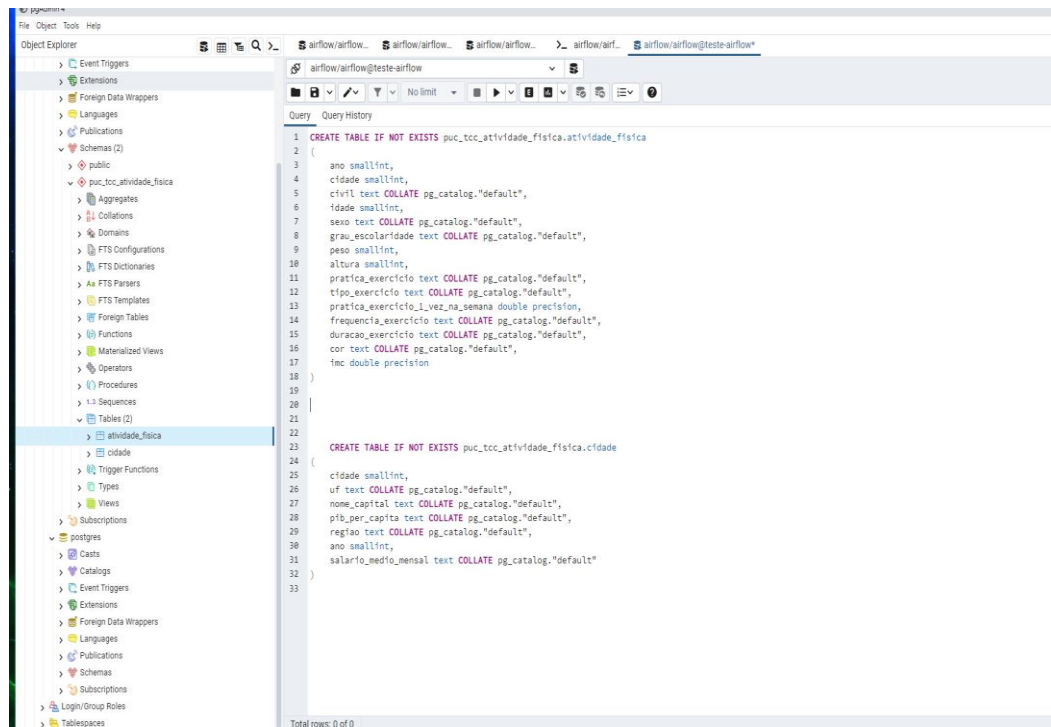 pgAdmin 4
File Object Tools Help
Object Explorer
Event Triggers
Extensions
Foreign Data Wrappers
Languages
Publications
Schemas (2)
public
puc_tcc_atividade_fisica
Aggregates
Collations
Domains
FTS Configurations
FTS Dictionaries
Aa FTS Parsers
FTS Templates
Foreign Tables
Functions
Materialized Views
Operators
Procedures
1..3 Sequences
Tables (2)
atividade_fisica
cidade
Trigger Functions
Types
Views
Subscriptions
postgres
Casts
Catalogs
Event Triggers
Extensions
Foreign Data Wrappers
Languages
Publications
Schemas
Subscriptions
Login/Group Roles
Tablespaces
airflow/airflow... airflow/airflow... airflow/airflow... airflow/airf... airflow/airflow@teste-airflow*
airflow/airflow@teste-airflow
No limit
Query Query History
1 CREATE TABLE IF NOT EXISTS puc_tcc_atividade_fisica.atividade_fisica
2 (
3 ano smallint,
4 cidade smallint,
5 civil text COLLATE pg_catalog."default",
6 idade smallint,
7 sexo text COLLATE pg_catalog."default",
8 grau_escolaridade text COLLATE pg_catalog."default",
9 peso smallint,
10 altura smallint,
11 pratica_exercicio text COLLATE pg_catalog."default",
12 tipo_exercicio text COLLATE pg_catalog."default",
13 pratica_exercicio_1_vez_na_semana double precision,
14 frequencia_exercicio text COLLATE pg_catalog."default",
15 duracao_exercicio text COLLATE pg_catalog."default",
16 cor text COLLATE pg_catalog."default",
17 imc double precision
18 )
19
20
21
22
23 CREATE TABLE IF NOT EXISTS puc_tcc_atividade_fisica.cidade
24 (
25 cidade smallint,
26 uf text COLLATE pg_catalog."default",
27 nome_capital text COLLATE pg_catalog."default",
28 pib_per_capita text COLLATE pg_catalog."default",
29 regiao text COLLATE pg_catalog."default",
30 ano smallint,
31 salario_medio_mensal text COLLATE pg_catalog."default"
32 )
33
Total rows: 0 of 0